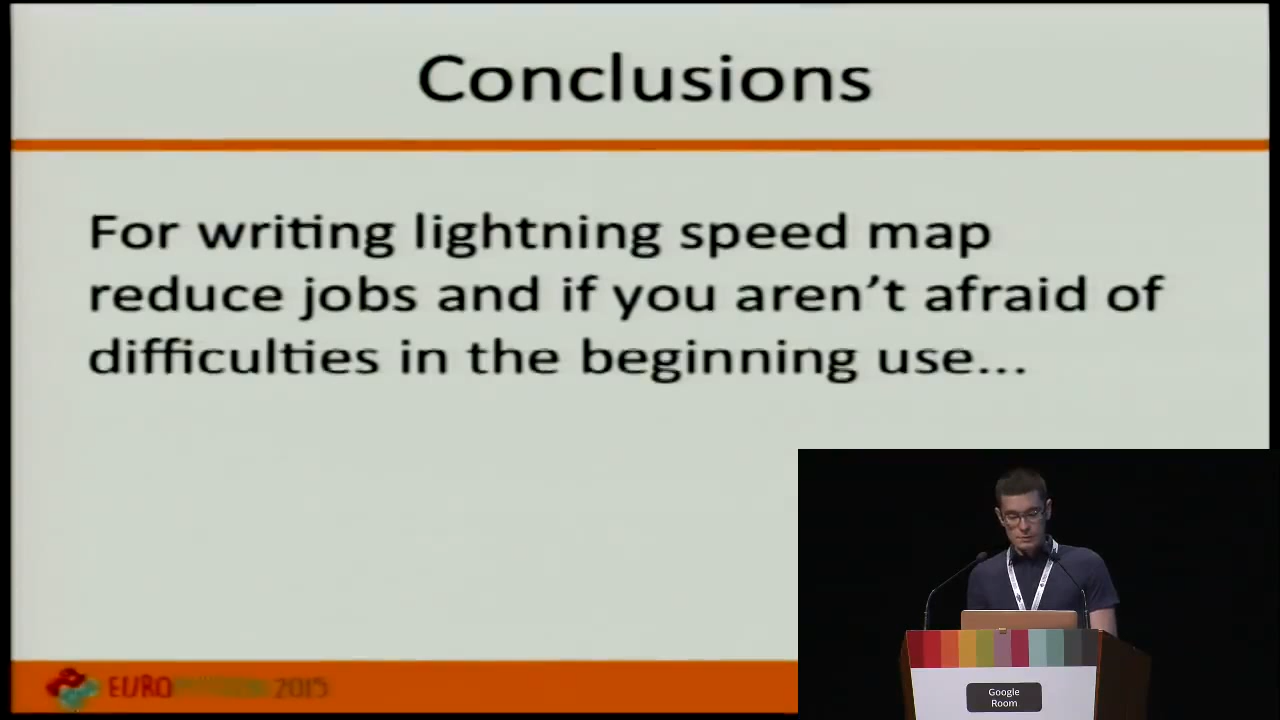 Conclusions
For writing lightning speed map
reduce jobs and if you aren't afraid of
difficulties in the beginning use...
EURO 2015
Google
Room